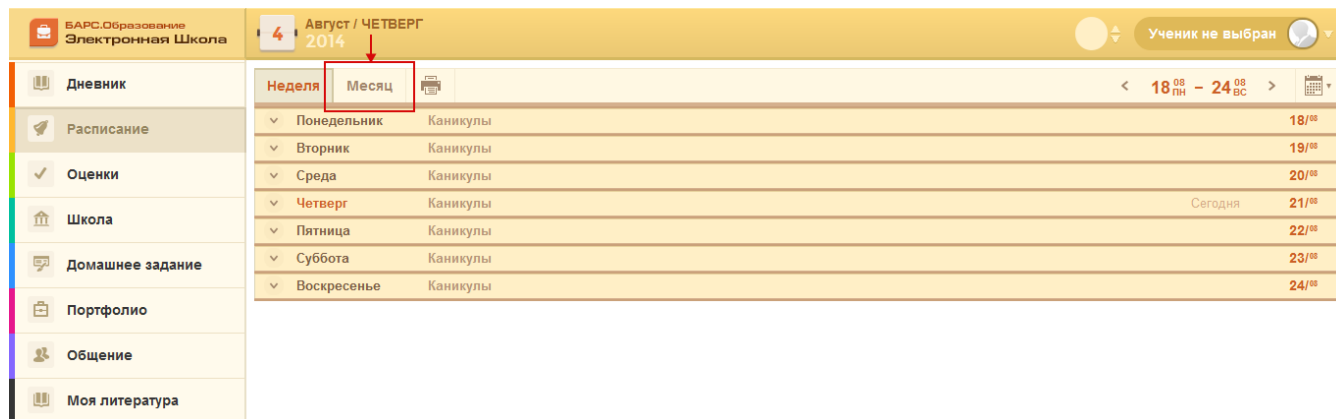 БАРС.Образование
Электронная Школа
4
Август / ЧЕТВЕРГ
2014
Ученик не выбран
Дневник
Расписание
Оценки
Школа
Домашнее задание
Портфолио
Общение
Моя литература
Неделя Месяц
< 18 08 ПН – 24 08 ВС >
Понедельник Каникулы 18/08
Вторник Каникулы 19/08
Среда Каникулы 20/08
Четверг Каникулы Сегодня 21/08
Пятница Каникулы 22/08
Суббота Каникулы 23/08
Воскресенье Каникулы 24/08